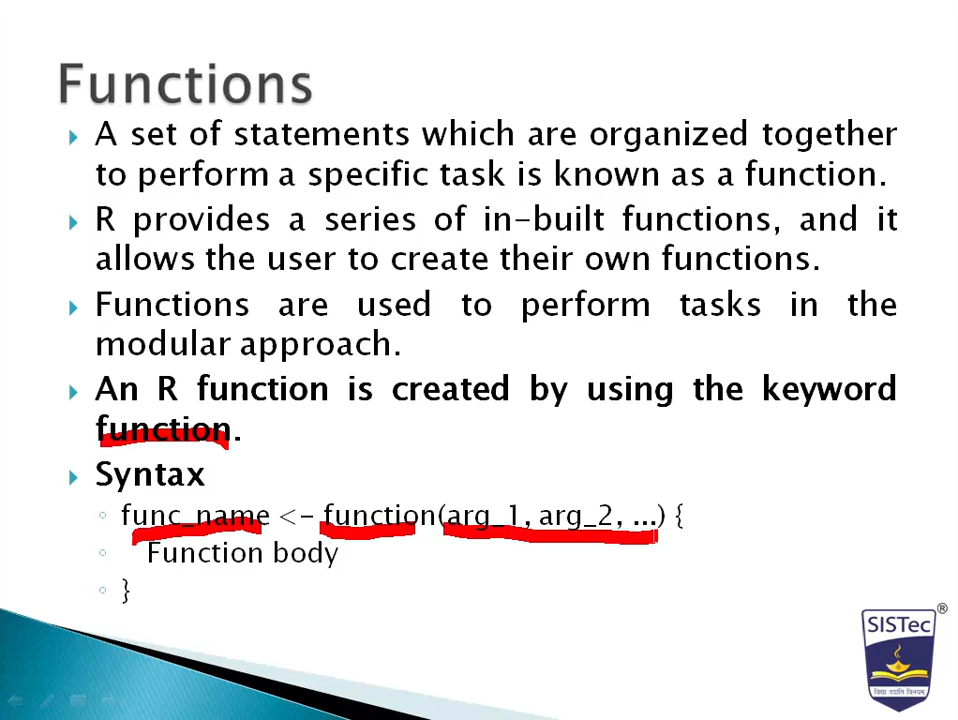 Functions
A set of statements which are organized together
to perform a specific task is known as a function.
R provides a series of in-built functions, and it
allows the user to create their own functions.
Functions are used to perform tasks in the
modular approach.
An R function is created by using the keyword
function.
Syntax
func_name <- function(arg_1, arg_2, ...) {
Function body
}
SISTec ®
विद्या ददाति विनयम्